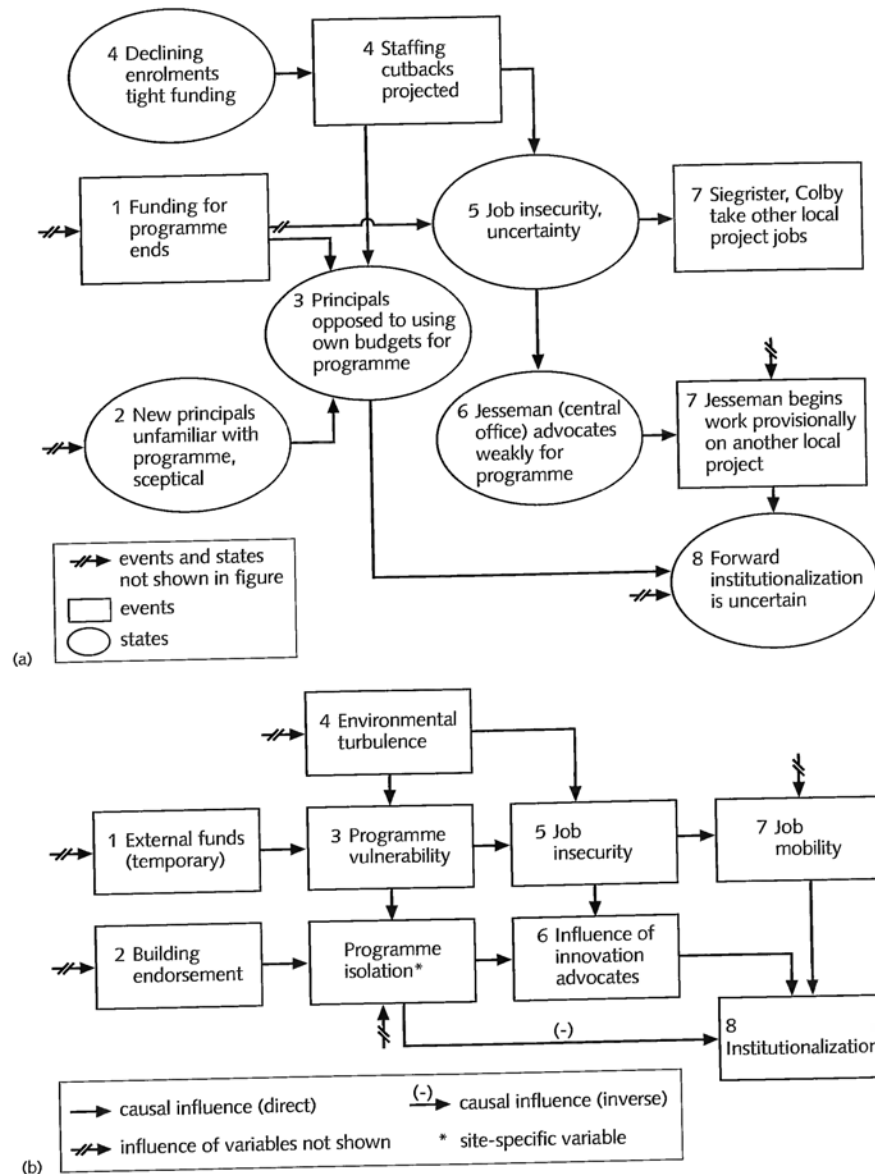 4 Declining
enrolments
tight funding
4 Staffing
cutbacks
projected
1 Funding for
programme
ends
5 Job insecurity,
uncertainty
7 Siegrister, Colby
take other local
project jobs
3 Principals
opposed to using
own budgets for
programme
2 New principals
unfamiliar with
programme,
sceptical
6 Jesseman (central
office) advocates
weakly for
programme
7 Jesseman begins
work provisionally
on another local
project
8 Forward
institutionalization
is uncertain
events and states
not shown in figure
events
states
(a)
4 Environmental
turbulence
1 External funds
(temporary)
3 Programme
vulnerability
5 Job
insecurity
7 Job
mobility
2 Building
endorsement
Programme
isolation*
6 Influence of
innovation
advocates
(-)
8
Institutionalization
causal influence (direct)
(-) causal influence (inverse)
influence of variables not shown
* site-specific variable
(b)